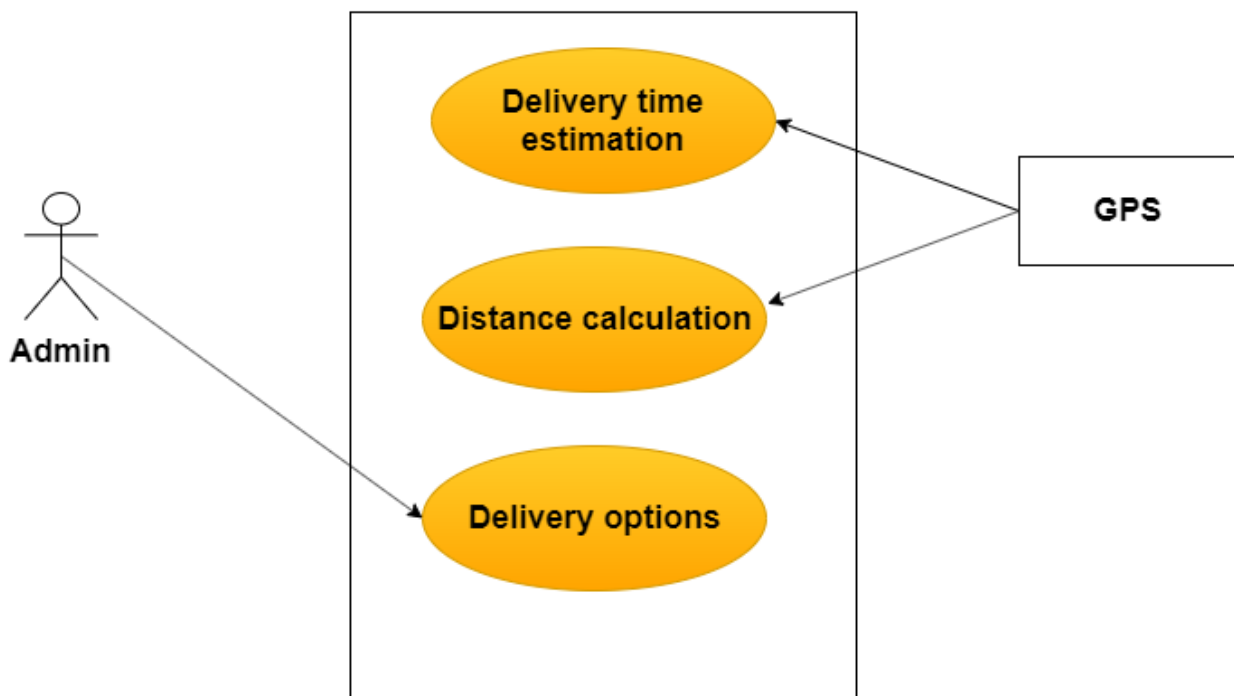 Delivery time
estimation
GPS
Distance calculation
Admin
Delivery options